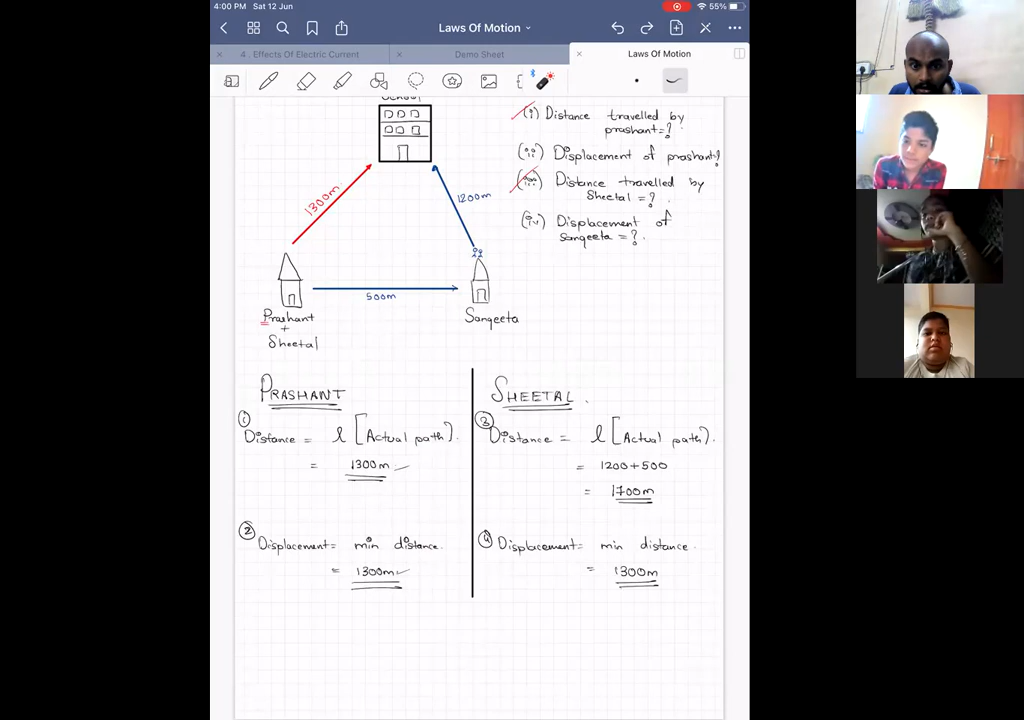 4:00 PM Sat 12 Jun
55%
Laws Of Motion
4 . Effects Of Electric Current
Demo Sheet
Laws Of Motion
School
(i) Distance travelled by
prashant=?
(ii) Displacement of prashant?
(iii) Distance travelled by
Sheetal = ?
(iv) Displacement of
Sangeeta = ?
1300m
1200m
500m
Prashant
+
Sheetal
Sangeeta
PRASHANT
① Distance = l [Actual path).
= 1300m
② Displacement = min distance.
= 1300m
SHEETAL .
③ Distance = l [Actual path).
= 1200+500
= 1700m
④ Displacement = min distance.
= 1300m